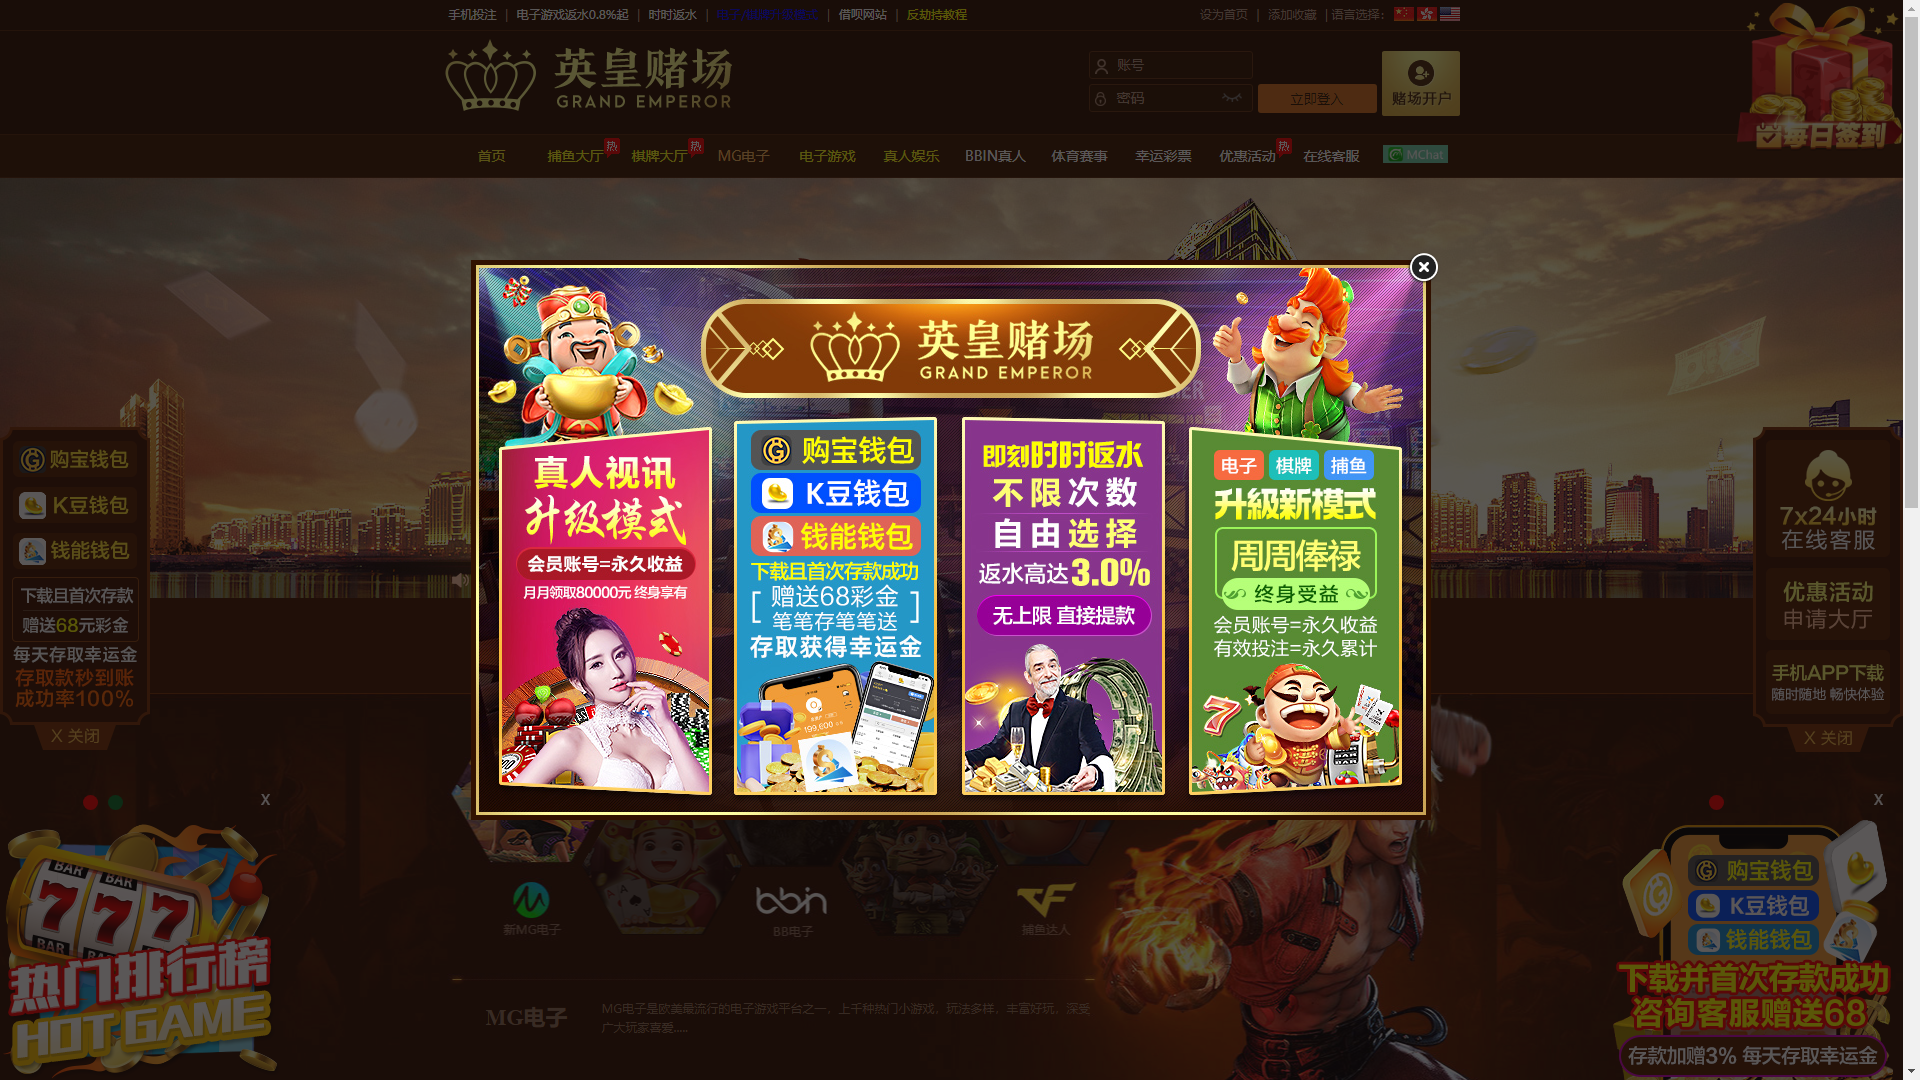 手机投注 | 电子游戏返水0.8%起 | 时时返水 | | 借呗网站 | 反劫持教程
设为首页 | 添加收藏 | 语言选择：
英皇赌场
GRAND EMPEROR
账号
密码
立即登入
赌场开户
每日签到
首页 捕鱼大厅 热 棋牌大厅 热 MG电子 电子游戏 真人娱乐 BBIN真人 体育赛事 幸运彩票 优惠活动 热 在线客服 MChat
英皇赌场
GRAND EMPEROR
真人视讯
升级模式
会员账号=永久收益
月月领取80000元 终身享有
购宝钱包
K豆钱包
钱能钱包
下载且首次存款成功
赠送68彩金
笔笔存笔笔送
存取获得幸运金
即刻时时返水
不限次数
自由选择
返水高达3.0%
无上限 直接提款
电子 棋牌 捕鱼
升級新模式
周周俸禄
终身受益
会员账号=永久收益
有效投注=永久累计
购宝钱包
K豆钱包
钱能钱包
下载且首次存款
赠送68元彩金
每天存取幸运金
存取款秒到账
成功率100%
X 关闭
7x24小时
在线客服
优惠活动
申请大厅
手机APP下载
随时随地 畅快体验
X 关闭
X
BAR BAR
777
BAR BAR
热门排行榜
HOT GAME
新MG电子
bbin
BB电子
捕鱼达人
MG电子
MG电子是欧美最流行的电子游戏平台之一，上千种热门小游戏、玩法多样、丰富好玩、深受
广大玩家喜爱.....
X
购宝钱包
K豆钱包
钱能钱包
下载并首次存款成功
咨询客服赠送68
存款加赠3% 每天存取幸运金